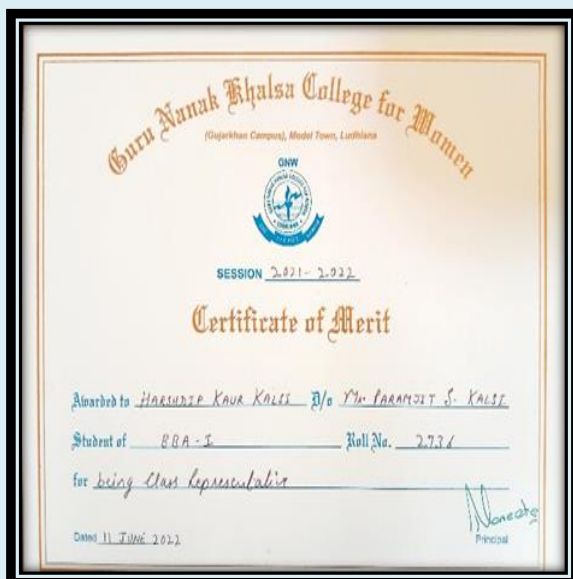 Guru Nanak Khalsa College for Women
(Gujarkhan Campus), Model Town, Ludhiana
GNW
SESSION 2021-2022
Certificate of Merit
Awarded to HARSUDIP KAUR KALSI D/o Mr. PARAMJIT S. KALSI
Student of BBA-I Roll No. 2736
for being Class Representative
Dated 11 JUNE 2022
Principal